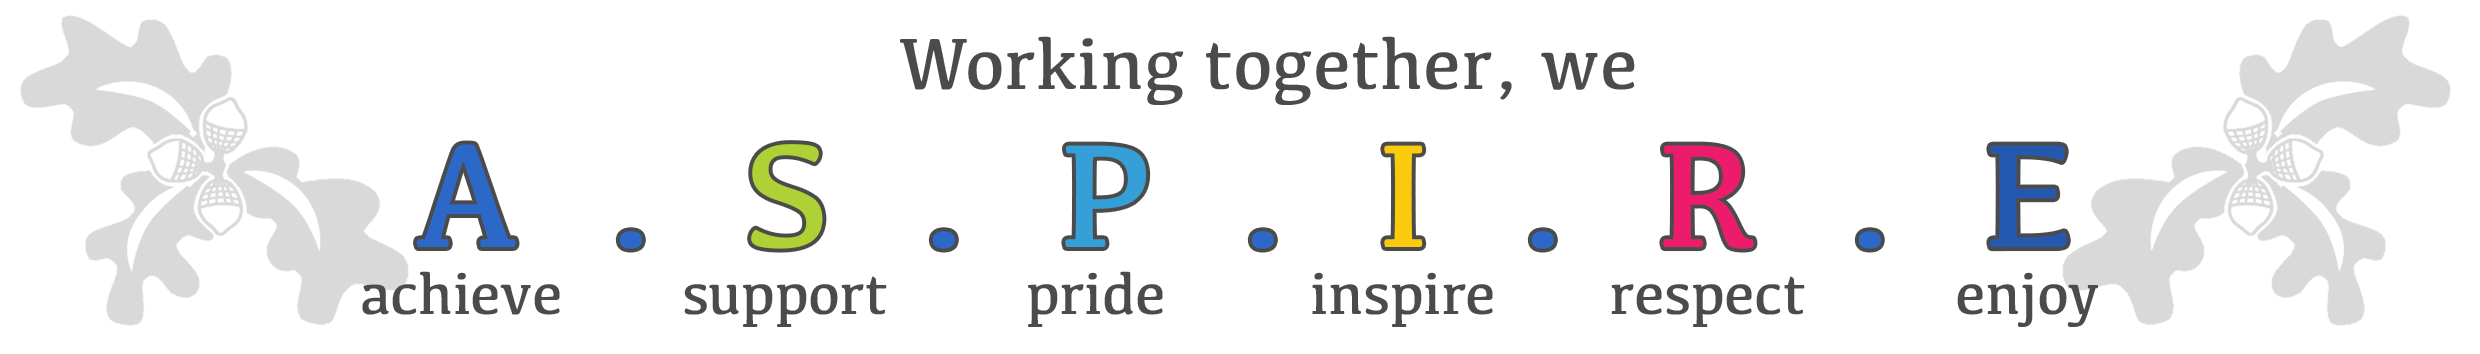 Working together, we
A . S . P . I . R . E
achieve support pride inspire respect enjoy